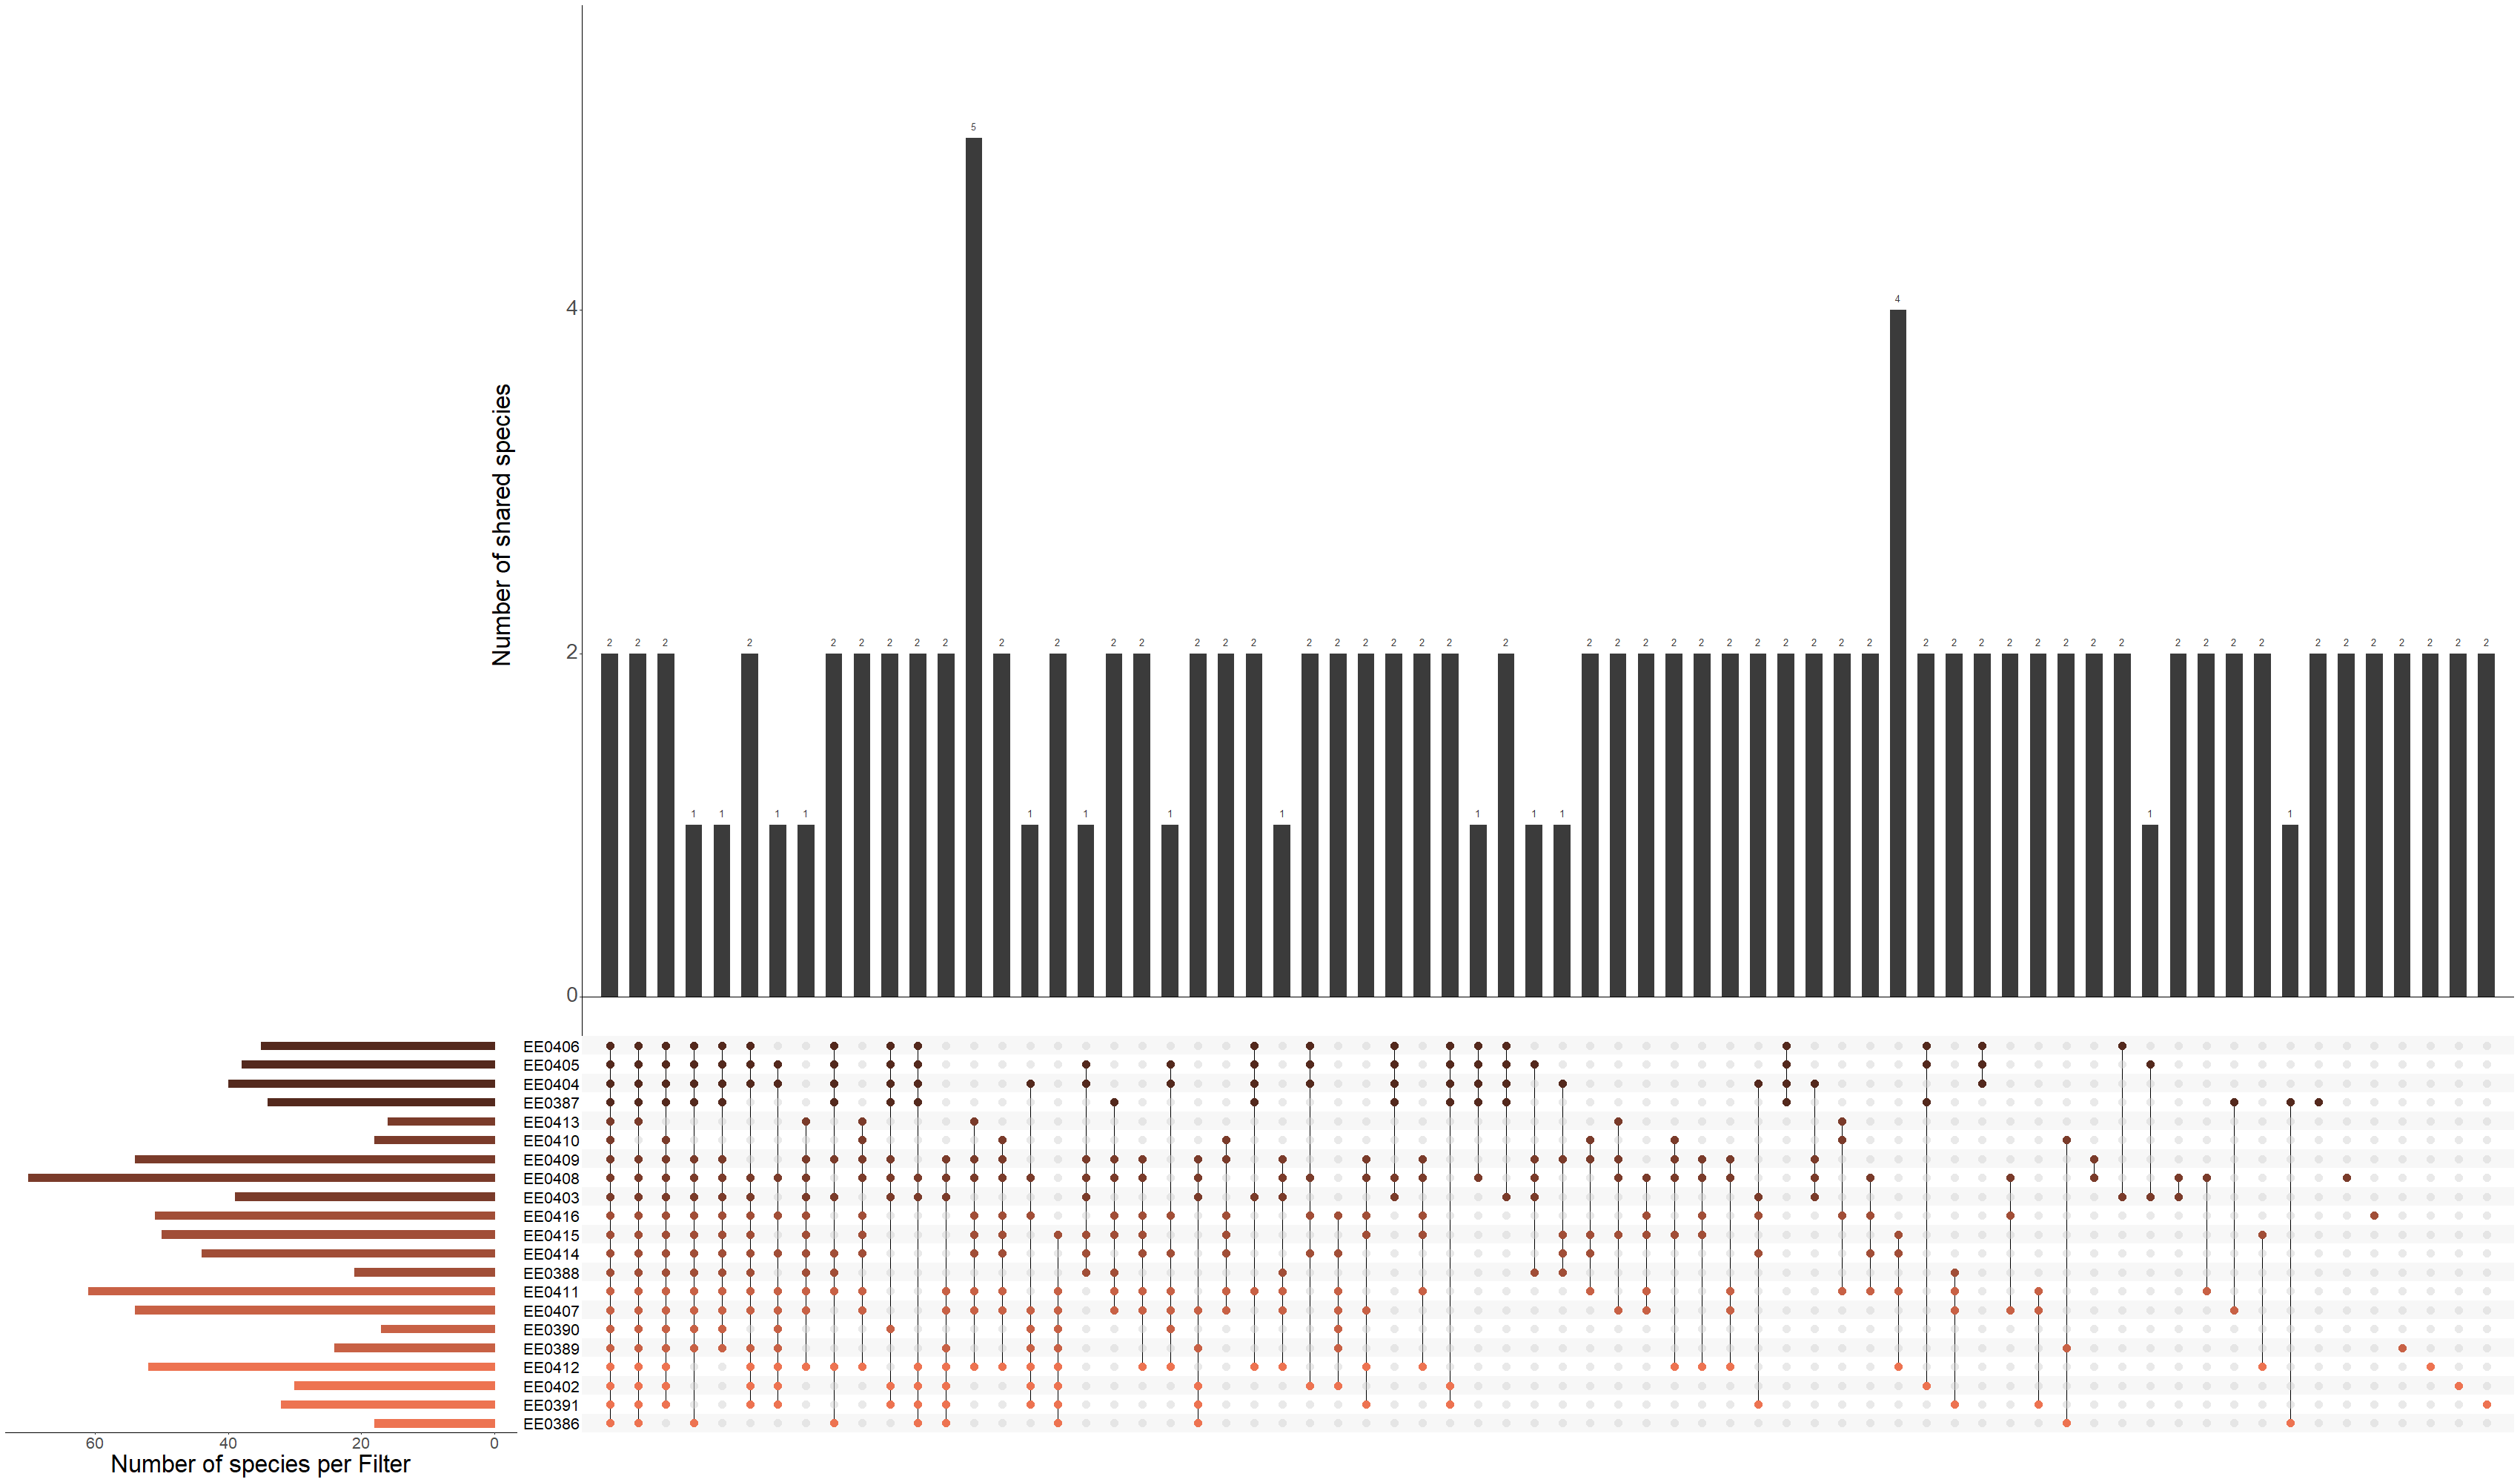 5
4
4
Number of shared species
2 2 2 2 2 2 2 2 2 2 2 2 2 2 2 2 2 2 2 2 2 2 2 2 2 2 2 2 2 2 2 2 2 2 2 2 2 2 2 2 2 2 2 2 2 2 2 2 2 2 2 2 2
2
1 1 1 1 1 1 1 1 1 1 1 1 1
0
EE0406
EE0405
EE0404
EE0387
EE0413
EE0410
EE0409
EE0408
EE0403
EE0416
EE0415
EE0414
EE0388
EE0411
EE0407
EE0390
EE0389
EE0412
EE0402
EE0391
EE0386
60 40 20 0
Number of species per Filter